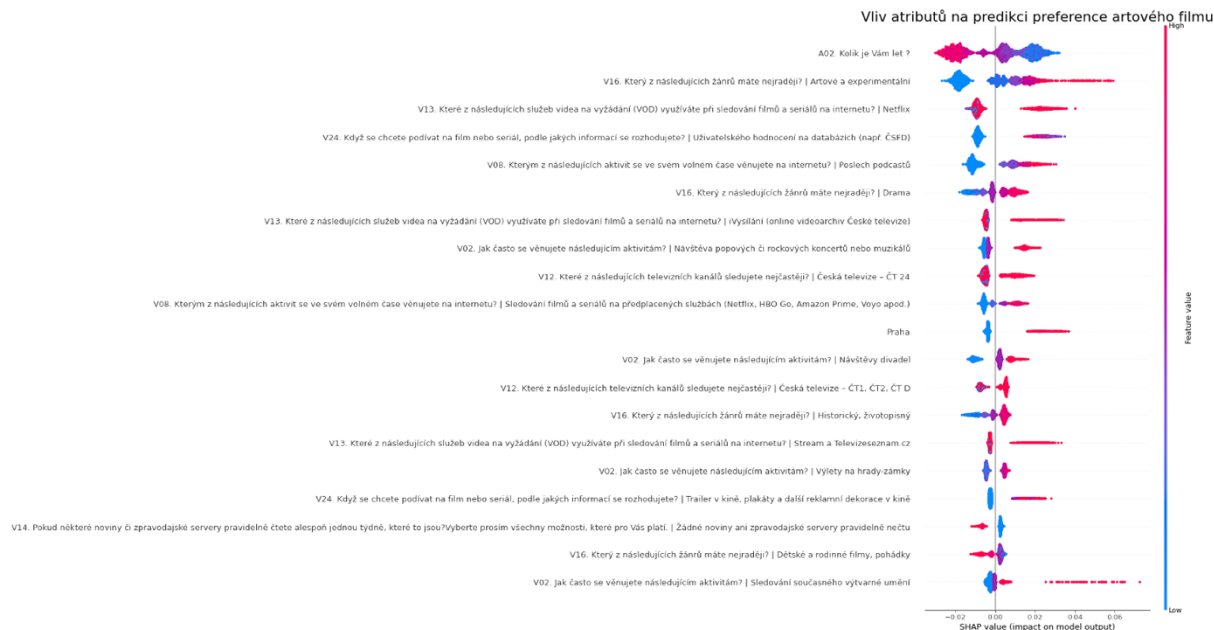 Vliv atributů na predikci preference artového filmu
High
A02. Kolik je Vám let ?
V16. Který z následujících žánrů máte nejraději? | Artové a experimentální
V13. Které z následujících služeb videa na vyžádání (VOD) využíváte při sledování filmů a seriálů na internetu? | Netflix
V24. Když se chcete podívat na film nebo seriál, podle jakých informací se rozhodujete? | Uživatelského hodnocení na databázích (např. ČSFD)
V08. Kterým z následujících aktivit se ve svém volném čase věnujete na internetu? | Poslech podcastů
V16. Který z následujících žánrů máte nejraději? | Drama
V13. Které z následujících služeb videa na vyžádání (VOD) využíváte při sledování filmů a seriálů na internetu? | iVysílání (online videoarchiv České televize)
V02. Jak často se věnujete následujícím aktivitám? | Návštěva popových či rockových koncertů nebo muzikálů
V12. Které z následujících televizních kanálů sledujete nejčastěji? | Česká televize – ČT 24
V08. Kterým z následujících aktivit se ve svém volném čase věnujete na internetu? | Sledování filmů a seriálů na předplacených službách (Netflix, HBO Go, Amazon Prime, Voyo apod.)
Feature value
Praha
V02. Jak často se věnujete následujícím aktivitám? | Návštěvy divadel
V12. Které z následujících televizních kanálů sledujete nejčastěji? | Česká televize – ČT1, ČT2, ČT D
V16. Který z následujících žánrů máte nejraději? | Historický, životopisný
V13. Které z následujících služeb videa na vyžádání (VOD) využíváte při sledování filmů a seriálů na internetu? | Stream a Televizeseznam.cz
V02. Jak často se věnujete následujícím aktivitám? | Výlety na hrady-zámky
V24. Když se chcete podívat na film nebo seriál, podle jakých informací se rozhodujete? | Trailer v kině, plakáty a další reklamní dekorace v kině
V14. Pokud některé noviny či zpravodajské servery pravidelně čtete alespoň jednou týdně, které to jsou?Vyberte prosím všechny možnosti, které pro Vás platí. | Žádné noviny ani zpravodajské servery pravidelně nečtu
V16. Který z následujících žánrů máte nejraději? | Dětské a rodinné filmy, pohádky
V02. Jak často se věnujete následujícím aktivitám? | Sledování současného výtvarné umění
Low
−0.02 0.00 0.02 0.04 0.06
SHAP value (impact on model output)